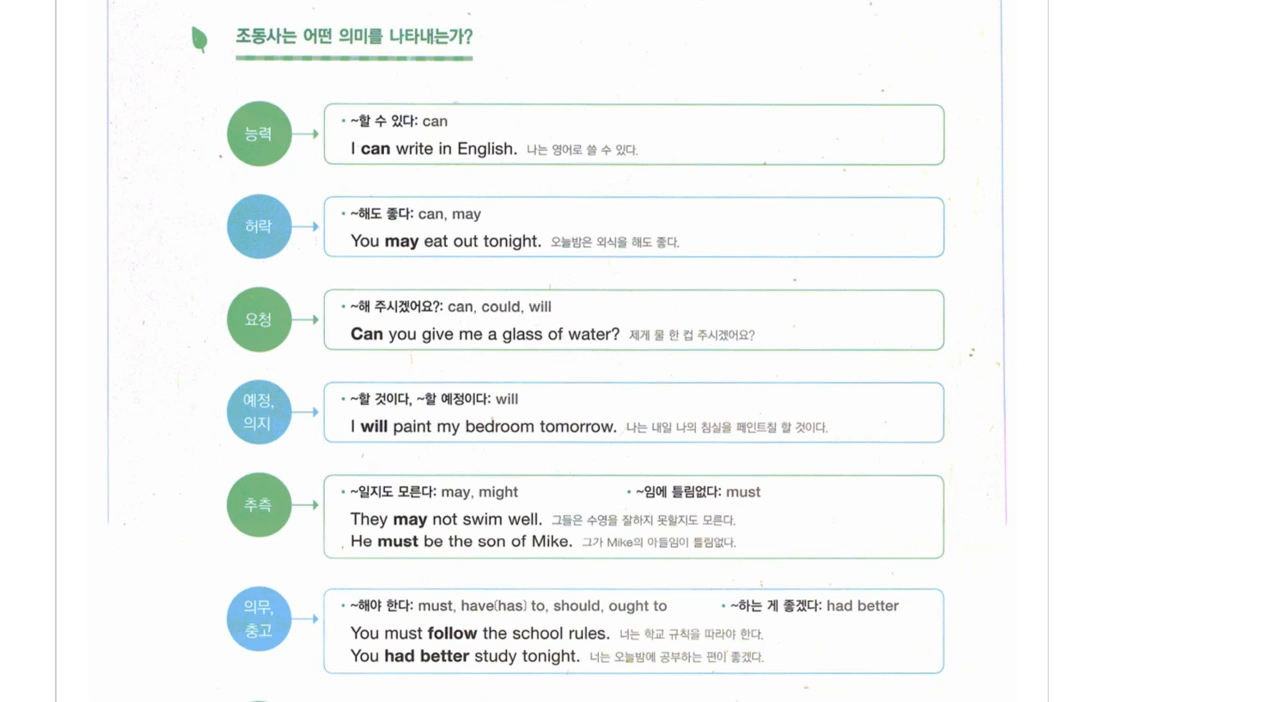 조동사는 어떤 의미를 나타내는가?
능력
• ~할 수 있다: can
I can write in English. 나는 영어로 쓸 수 있다.
허락
• ~해도 좋다: can, may
You may eat out tonight. 오늘밤은 외식을 해도 좋다.
요청
• ~해 주시겠어요?: can, could, will
Can you give me a glass of water? 제게 물 한 컵 주시겠어요?
예정,
의지
• ~할 것이다, ~할 예정이다: will
I will paint my bedroom tomorrow. 나는 내일 나의 침실을 페인트칠 할 것이다.
추측
• ~일지도 모른다: may, might • ~임에 틀림없다: must
They may not swim well. 그들은 수영을 잘하지 못할지도 모른다.
He must be the son of Mike. 그가 Mike의 아들임이 틀림없다.
의무,
충고
• ~해야 한다: must, have(has) to, should, ought to • ~하는 게 좋겠다: had better
You must follow the school rules. 너는 학교 규칙을 따라야 한다.
You had better study tonight. 너는 오늘밤에 공부하는 편이 좋겠다.